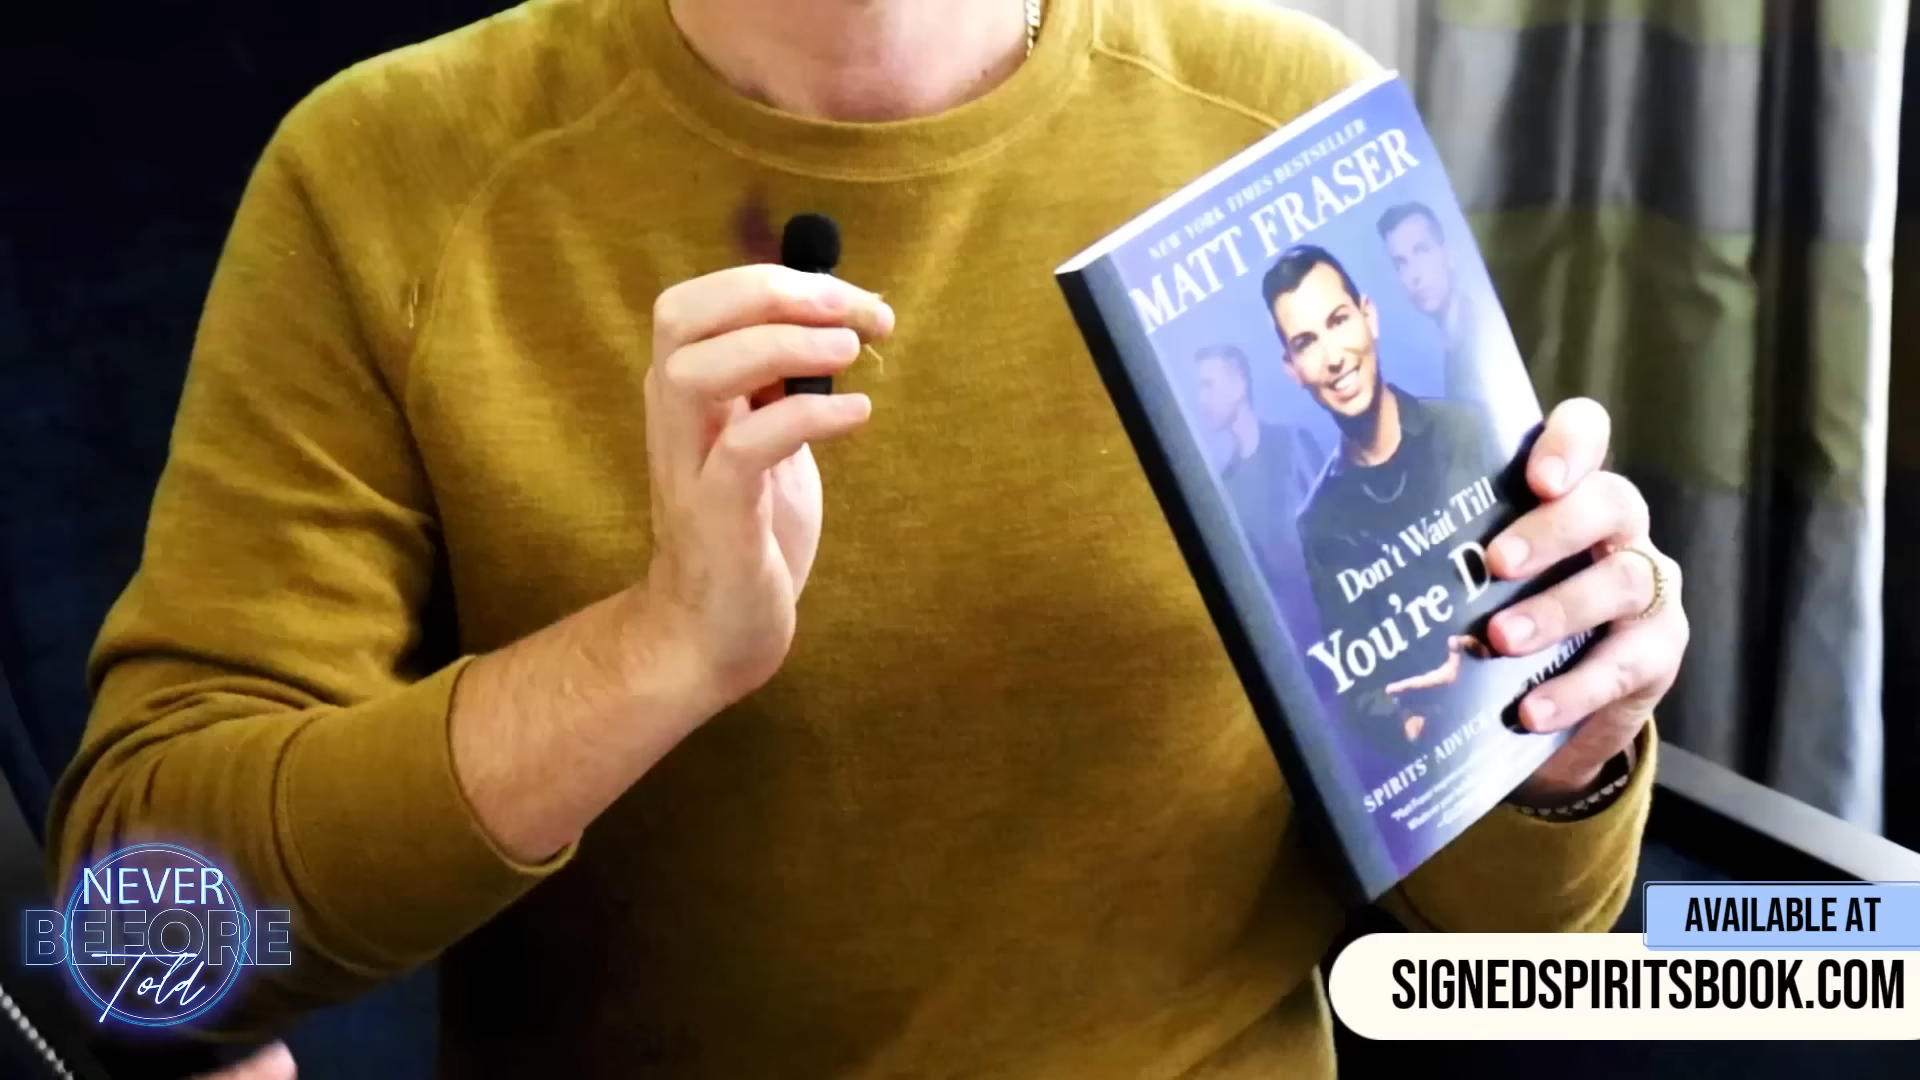 NEW YORK TIMES BESTSELLER
MATT FRASER
Don't Wait Till
You're D
SPIRITS' ADVICE
AFTERLIFE
NEVER
BEFORE
Told
AVAILABLE AT
SIGNEDSPIRITSBOOK.COM